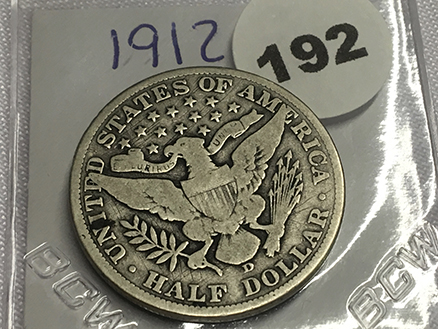 1912
192
UNITED STATES OF AMERICA
HALF DOLLAR
D
BCW
BCW